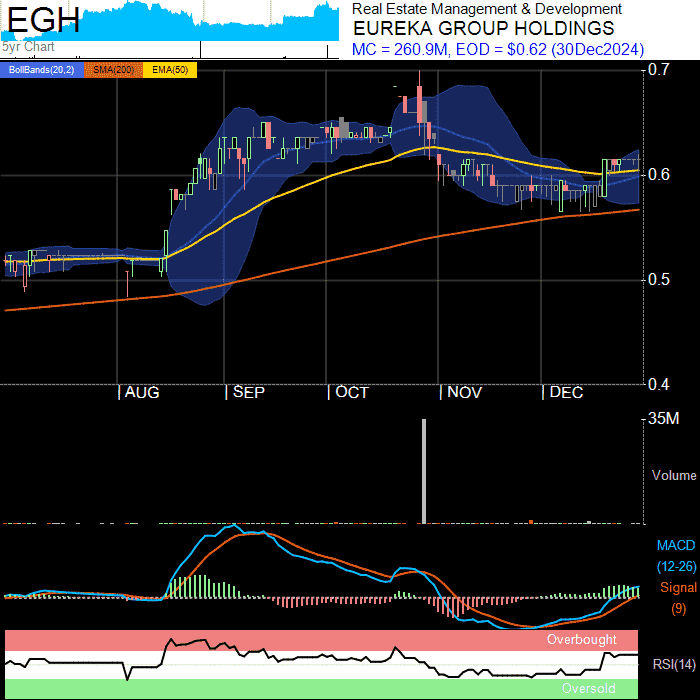 EGH
5yr Chart
Real Estate Management & Development
EUREKA GROUP HOLDINGS
MC = 260.9M, EOD = $0.62 (30Dec2024)
BollBands(20,2) SMA(200) EMA(50)
0.7
0.6
0.5
0.4
AUG SEP OCT NOV DEC
35M
Volume
MACD
(12-26)
Signal
(9)
Overbought
RSI(14)
Oversold